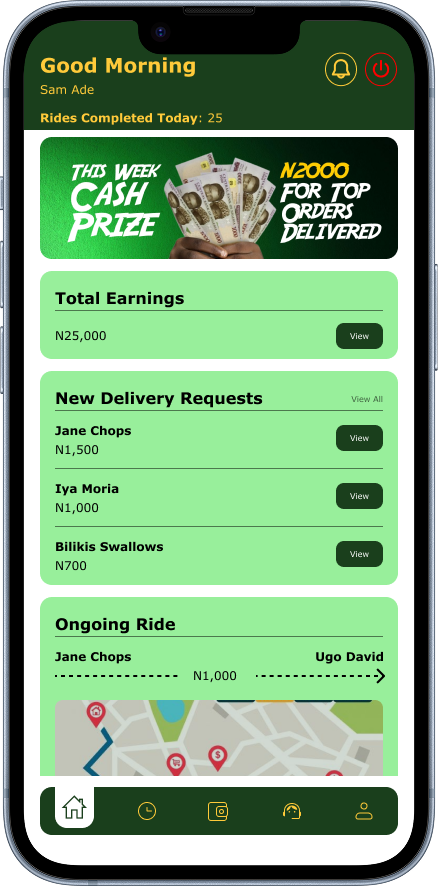 Good Morning
Sam Ade
Rides Completed Today: 25
THIS WEEK
CASH
PRIZE
N2000
FOR TOP
ORDERS
DELIVERED
Total Earnings
N25,000
View
New Delivery Requests
View All
Jane Chops
N1,500
View
Iya Moria
N1,000
View
Bilikis Swallows
N700
View
Ongoing Ride
Jane Chops
Ugo David
N1,000